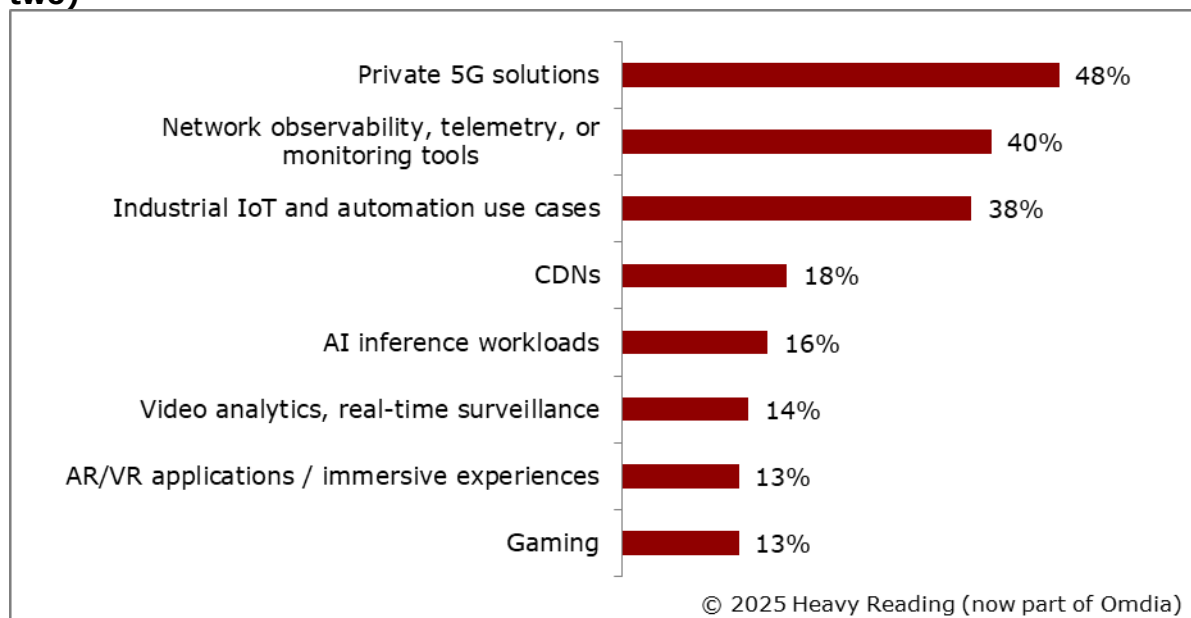 two)
Private 5G solutions
48%
Network observability, telemetry, or
monitoring tools
40%
Industrial IoT and automation use cases
38%
CDNs
18%
AI inference workloads
16%
Video analytics, real-time surveillance
14%
AR/VR applications / immersive experiences
13%
Gaming
13%
© 2025 Heavy Reading (now part of Omdia)